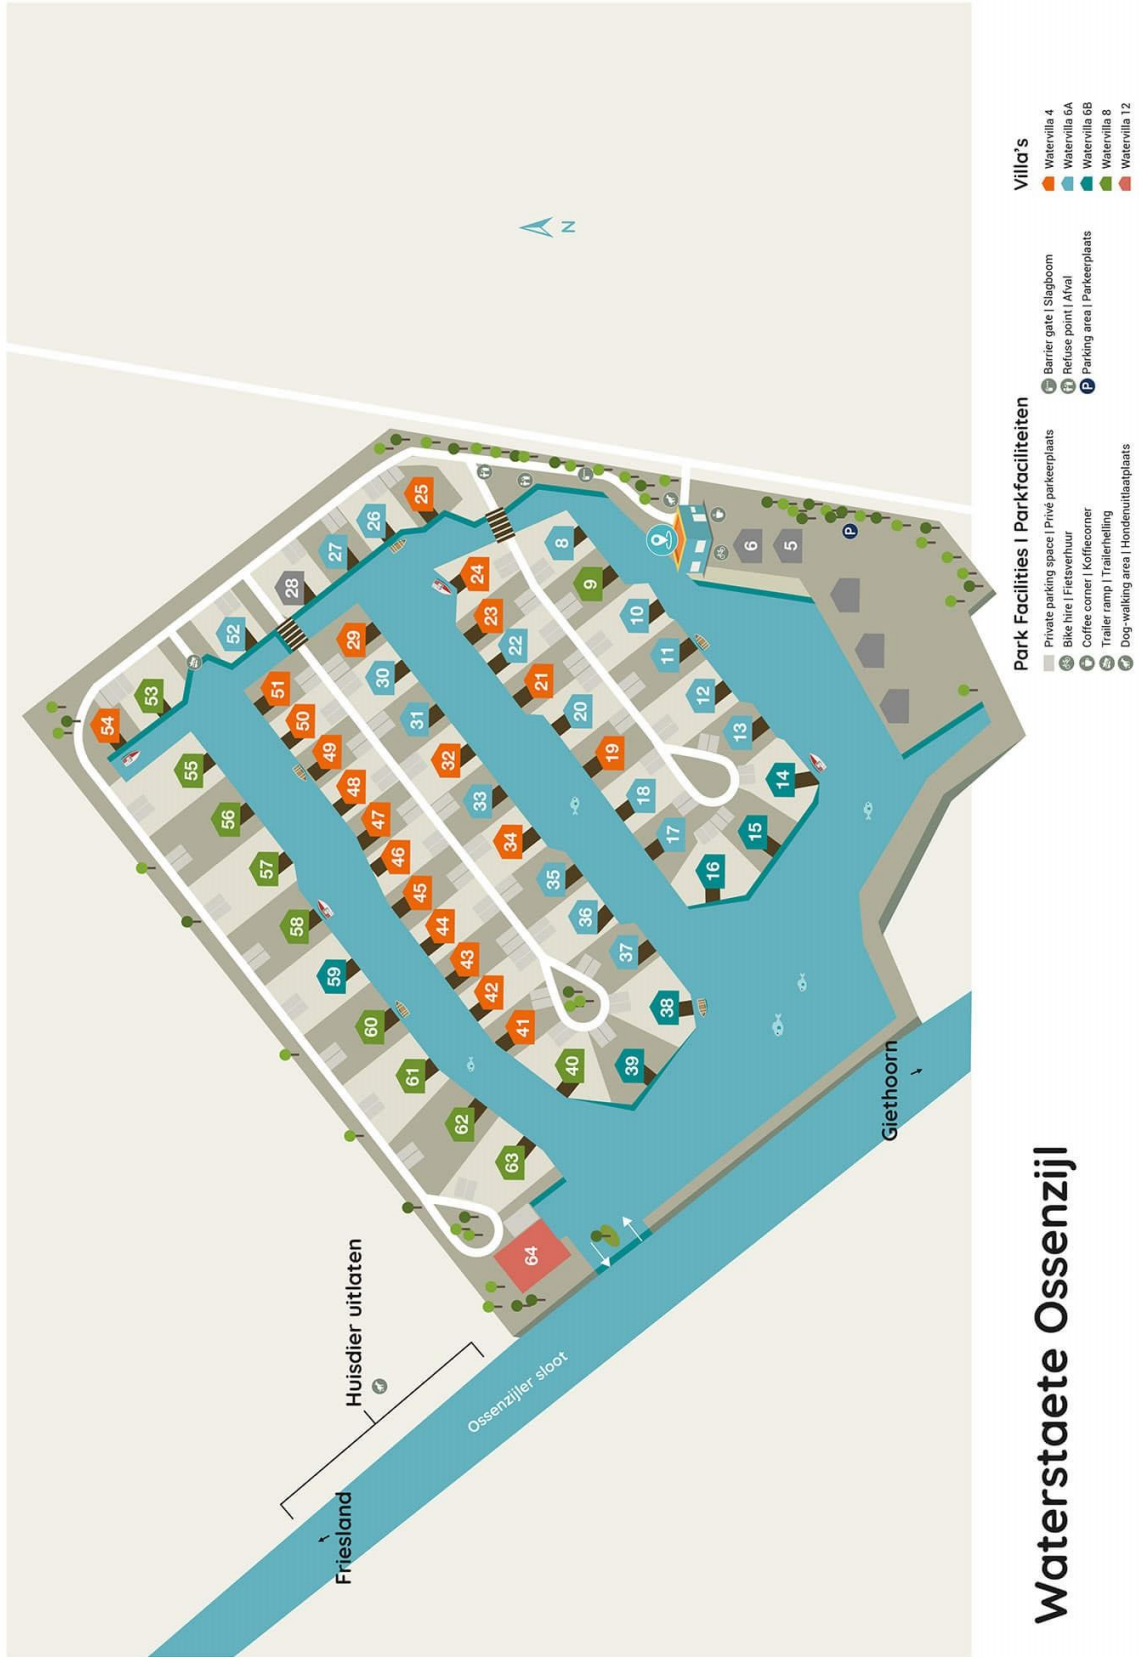 Waterstaete Ossenzijl
Park Facilities | Parkfaciliteiten
Private parking space | Privé parkeerplaats
Bike hire | Fietsverhuur
Coffee corner | Koffiecorner
Trailer ramp | Trailerhelling
Dog-walking area | Hondenuitlaatplaats
Barrier gate | Slagboom
Refuse point | Afval
P Parking area | Parkeerplaats
Villa's
Watervilla 4
Watervilla 6A
Watervilla 6B
Watervilla 8
Watervilla 12
Friesland
Huisdier uitlaten
Ossenzijler sloot
Giethoorn
N
P
5
6
8
9
10
11
12
13
14
15
16
17
18
19
20
21
22
23
24
25
26
27
28
29
30
31
32
33
34
35
36
37
38
39
40
41
42
43
44
45
46
47
48
49
50
51
52
53
54
55
56
57
58
59
60
61
62
63
64